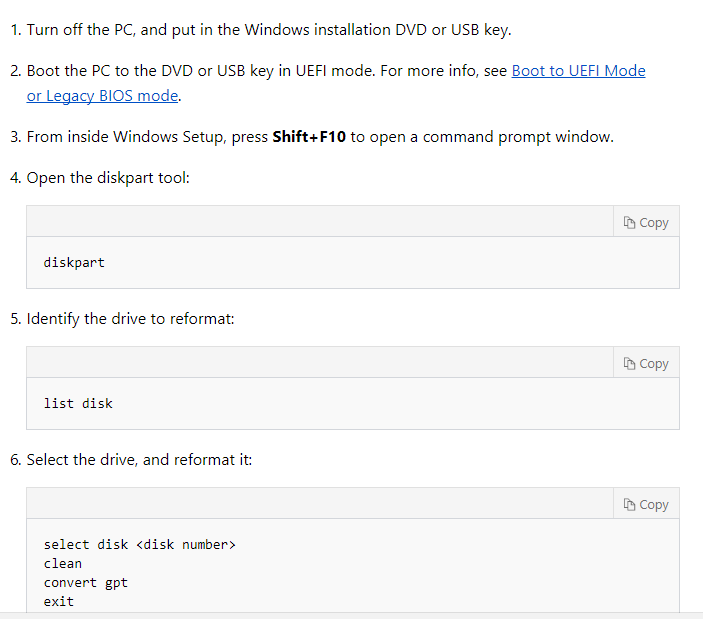 1. Turn off the PC, and put in the Windows installation DVD or USB key.
2. Boot the PC to the DVD or USB key in UEFI mode. For more info, see Boot to UEFI Mode
or Legacy BIOS mode.
3. From inside Windows Setup, press Shift+F10 to open a command prompt window.
4. Open the diskpart tool:
Copy
diskpart
5. Identify the drive to reformat:
Copy
list disk
6. Select the drive, and reformat it:
Copy
select disk <disk number>
clean
convert gpt
exit